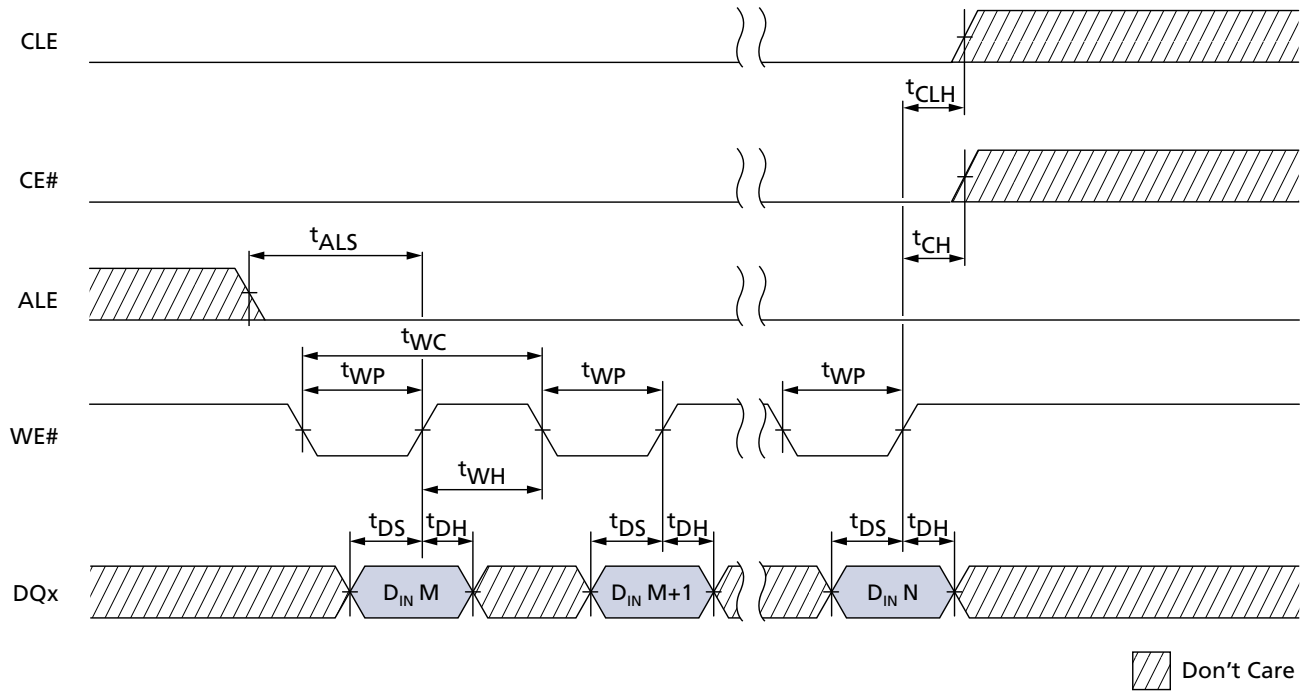 CLE
tCLH
CE#
tCH
tALS
ALE
tWC
tWP
tWP
tWP
WE#
tWH
tDS
tDH
tDS
tDH
tDS
tDH
DQx
DIN M
DIN M+1
DIN N
Don't Care